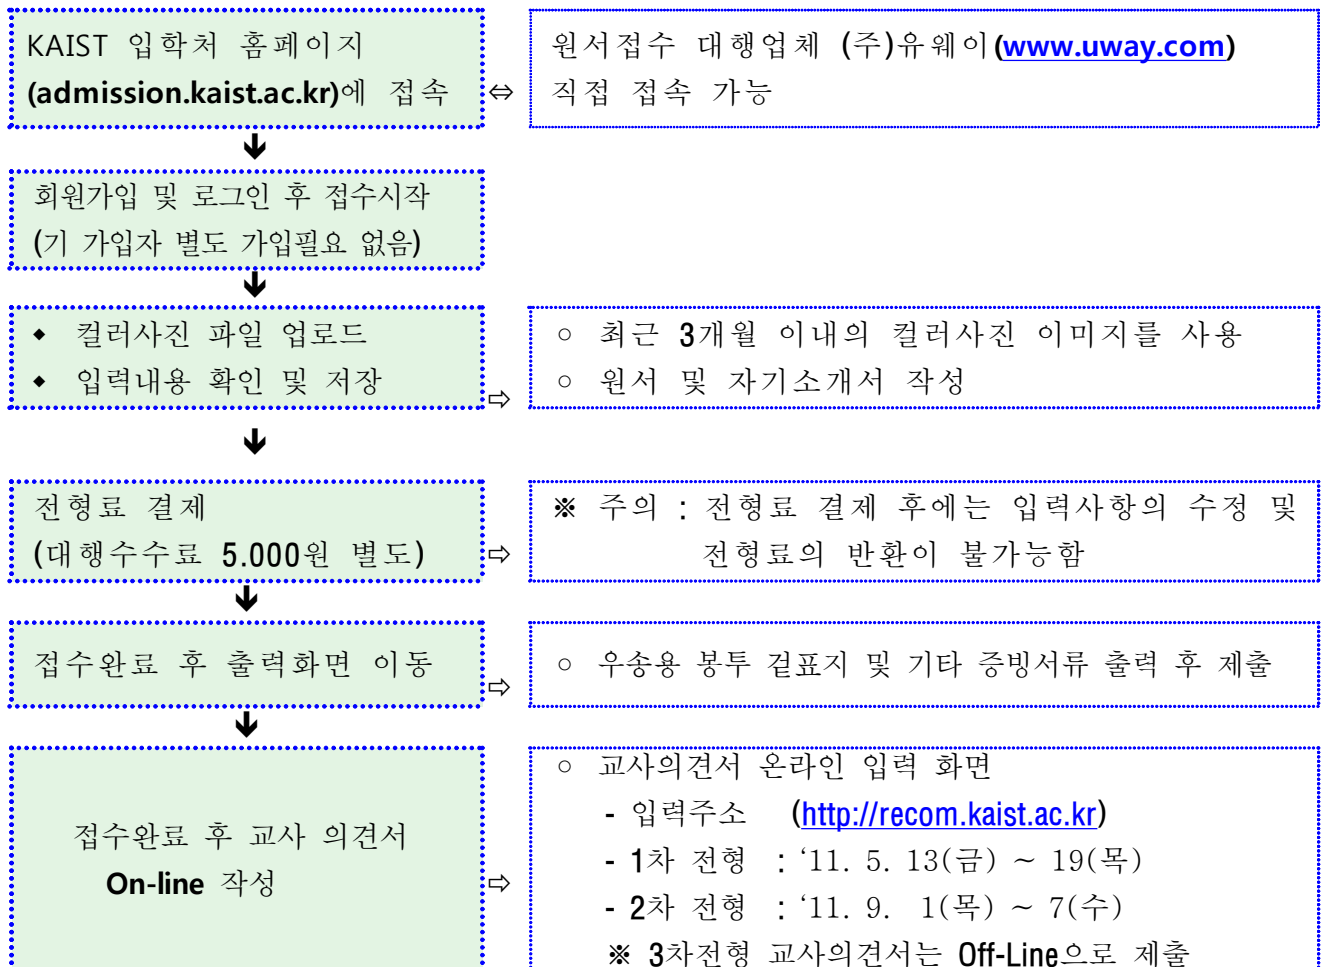 KAIST 입학처 홈페이지
(admission.kaist.ac.kr)에 접속
⇔
원서접수 대행업체 (주)유웨이(www.uway.com)
직접 접속 가능
회원가입 및 로그인 후 접수시작
(기 가입자 별도 가입필요 없음)
◆ 컬러사진 파일 업로드
◆ 입력내용 확인 및 저장
⇨
○ 최근 3개월 이내의 컬러사진 이미지를 사용
○ 원서 및 자기소개서 작성
전형료 결제
(대행수수료 5.000원 별도)
⇨
※ 주의 : 전형료 결제 후에는 입력사항의 수정 및
전형료의 반환이 불가능함
접수완료 후 출력화면 이동
⇨
○ 우송용 봉투 겉표지 및 기타 증빙서류 출력 후 제출
접수완료 후 교사 의견서
On-line 작성
⇨
○ 교사의견서 온라인 입력 화면
- 입력주소 (http://recom.kaist.ac.kr)
- 1차 전형 : ‘11. 5. 13(금) ~ 19(목)
- 2차 전형 : ‘11. 9. 1(목) ~ 7(수)
※ 3차전형 교사의견서는 Off-Line으로 제출